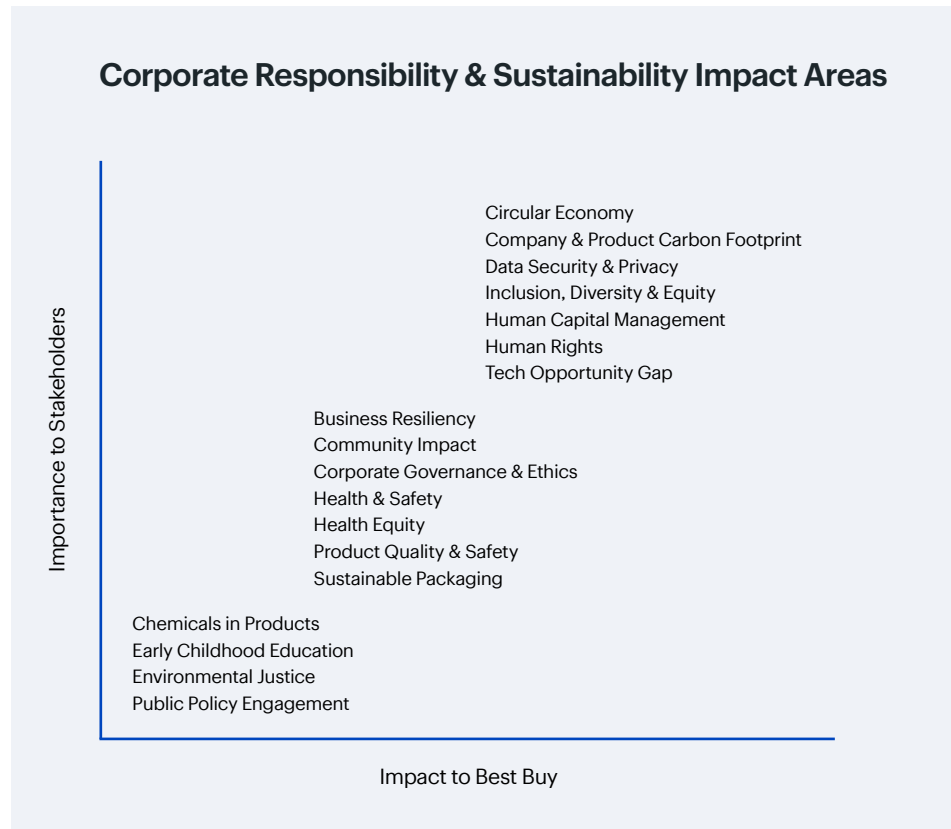 Corporate Responsibility & Sustainability Impact Areas
Importance to Stakeholders
Circular Economy
Company & Product Carbon Footprint
Data Security & Privacy
Inclusion, Diversity & Equity
Human Capital Management
Human Rights
Tech Opportunity Gap
Business Resiliency
Community Impact
Corporate Governance & Ethics
Health & Safety
Health Equity
Product Quality & Safety
Sustainable Packaging
Chemicals in Products
Early Childhood Education
Environmental Justice
Public Policy Engagement
Impact to Best Buy